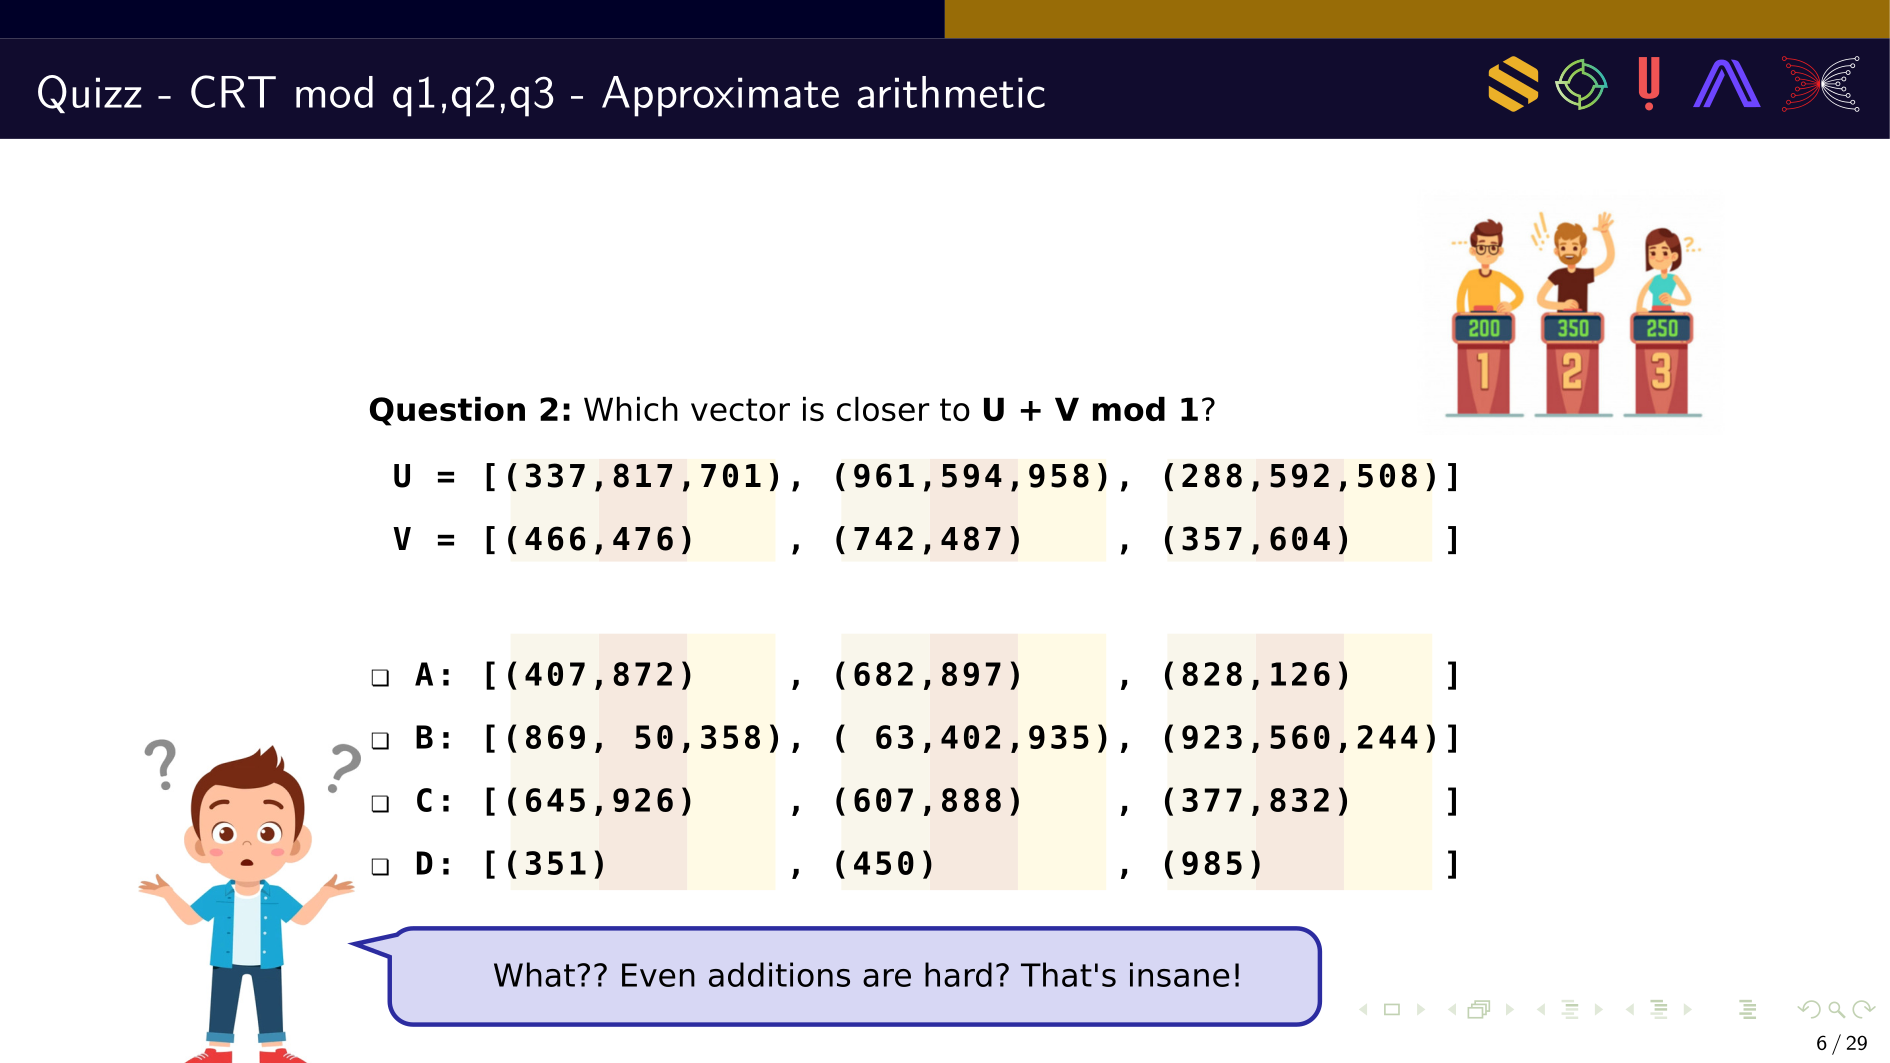 Quizz - CRT mod q1,q2,q3 - Approximate arithmetic
200 350 250
1 2 3
Question 2: Which vector is closer to U + V mod 1?
U = [(337,817,701), (961,594,958), (288,592,508)]
V = [(466,476) , (742,487) , (357,604) ]
❏ A: [(407,872) , (682,897) , (828,126) ]
❏ B: [(869, 50,358), ( 63,402,935), (923,560,244)]
❏ C: [(645,926) , (607,888) , (377,832) ]
❏ D: [(351) , (450) , (985) ]
? ?
What?? Even additions are hard? That's insane!
6 / 29